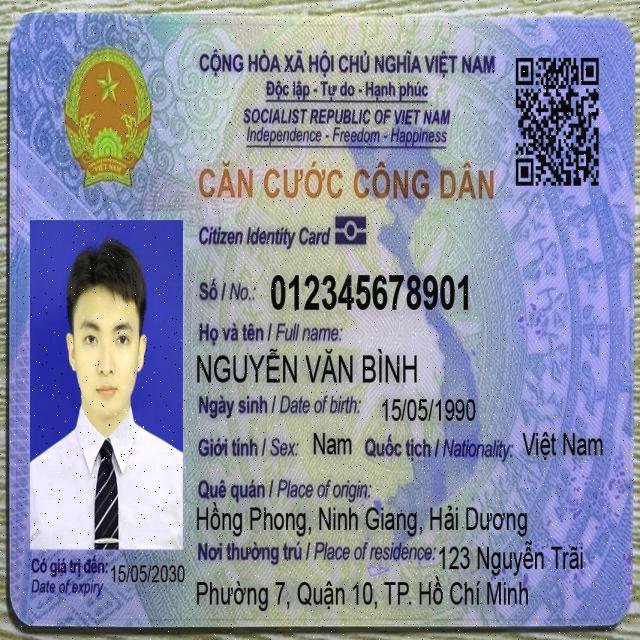 CỘNG HÒA XÃ HỘI CHỦ NGHĨA VIỆT NAM
Độc lập - Tự do - Hạnh phúc
SOCIALIST REPUBLIC OF VIET NAM
Independence - Freedom - Happiness
CĂN CƯỚC CÔNG DÂN
Citizen Identity Card
Số / No.: 012345678901
Họ và tên / Full name:
NGUYỄN VĂN BÌNH
Ngày sinh / Date of birth: 15/05/1990
Giới tính / Sex: Nam Quốc tịch / Nationality: Việt Nam
Quê quán / Place of origin:
Hồng Phong, Ninh Giang, Hải Dương
Nơi thường trú / Place of residence: 123 Nguyễn Trãi
Phường 7, Quận 10, TP. Hồ Chí Minh
Có giá trị đến: 15/05/2030
Date of expiry